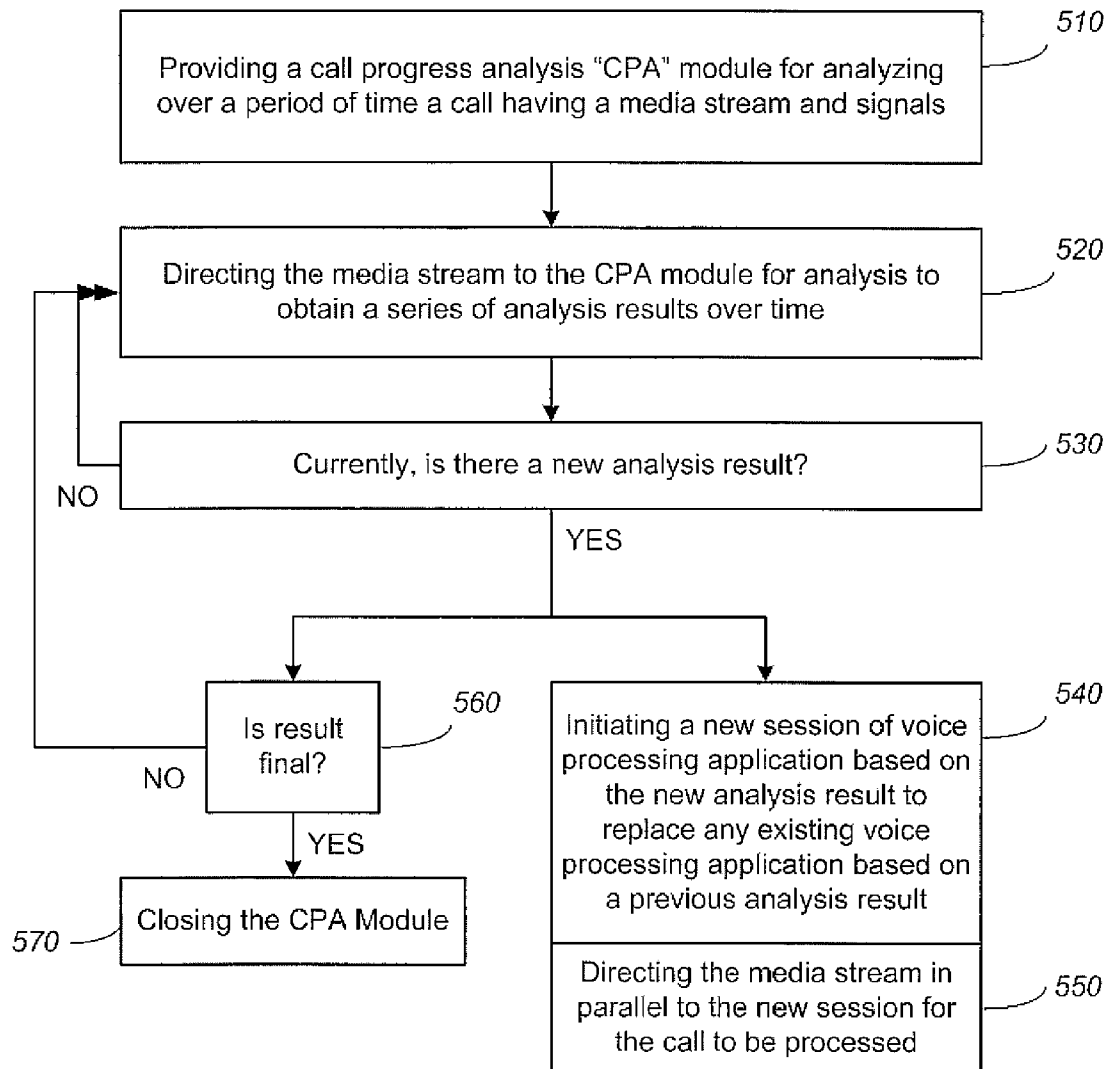 510
Providing a call progress analysis “CPA” module for analyzing
over a period of time a call having a media stream and signals
520
Directing the media stream to the CPA module for analysis to
obtain a series of analysis results over time
530
Currently, is there a new analysis result?
NO
YES
560
Is result
final?
NO
YES
570
Closing the CPA Module
540
Initiating a new session of voice
processing application based on
the new analysis result to
replace any existing voice
processing application based on
a previous analysis result
550
Directing the media stream in
parallel to the new session for
the call to be processed